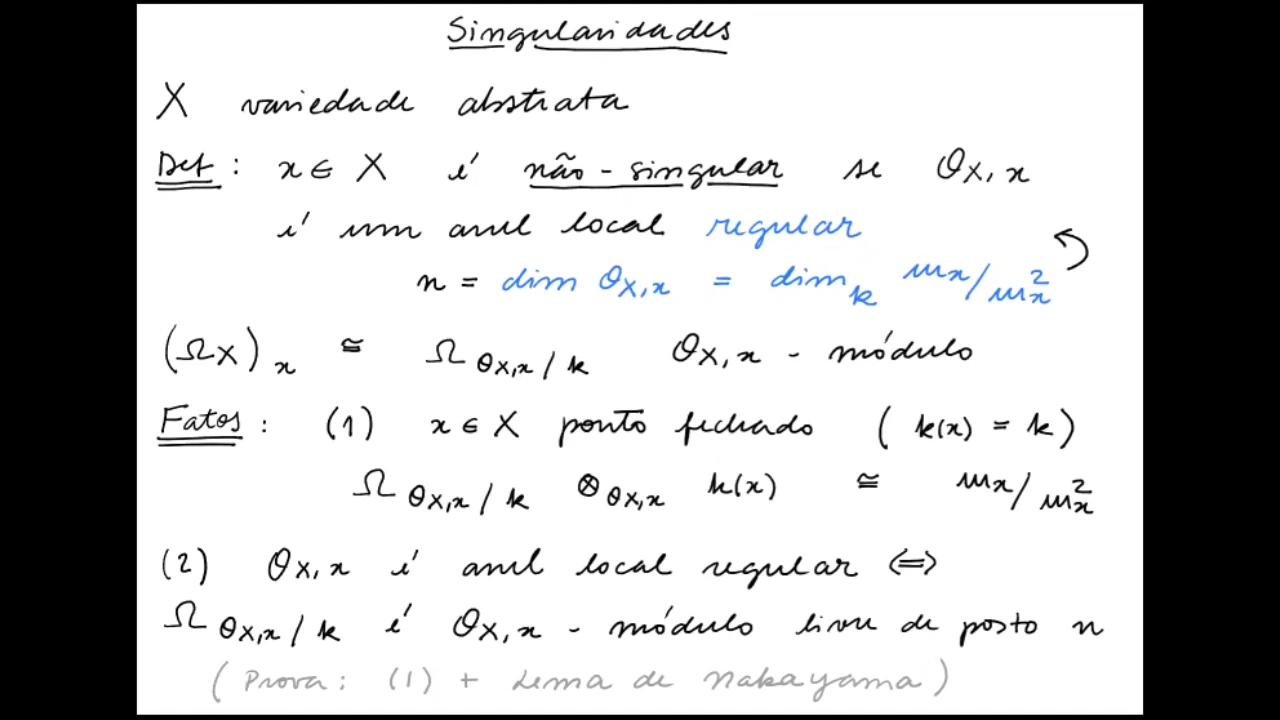 Singularidades
X variedade abstrata
Def: x ∈ X é não-singular se 𝒪_{X,x}
é um anel local regular
n = dim 𝒪_{X,x} = dim_k m_x/m_x^2
(Ω_X)_x ≅ Ω_{𝒪_{X,x}/k} 𝒪_{X,x}-módulo
Fatos: (1) x ∈ X ponto fechado (k(x) = k)
Ω_{𝒪_{X,x}/k} ⊗_{𝒪_{X,x}} k(x) ≅ m_x/m_x^2
(2) 𝒪_{X,x} é anel local regular ⇔
Ω_{𝒪_{X,x}/k} é 𝒪_{X,x}-módulo livre de posto n
(Prova: (1) + Lema de Nakayama)